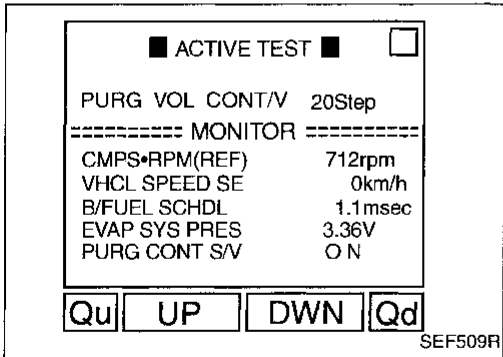 ■ ACTIVE TEST ■
PURG VOL CONT/V 20Step
========== MONITOR ==========
CMPS•RPM(REF) 712rpm
VHCL SPEED SE 0km/h
B/FUEL SCHDL 1.1msec
EVAP SYS PRES 3.36V
PURG CONT S/V ON
Qu UP DWN Qd
SEF509R